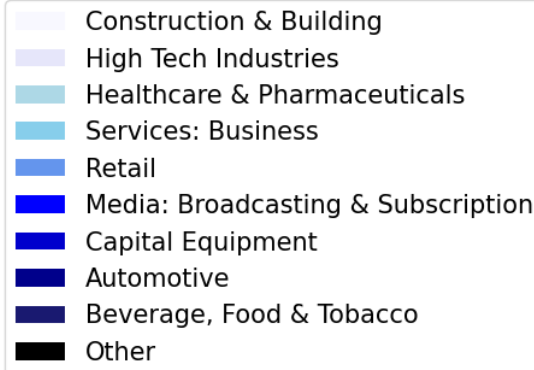 Construction & Building
High Tech Industries
Healthcare & Pharmaceuticals
Services: Business
Retail
Media: Broadcasting & Subscription
Capital Equipment
Automotive
Beverage, Food & Tobacco
Other